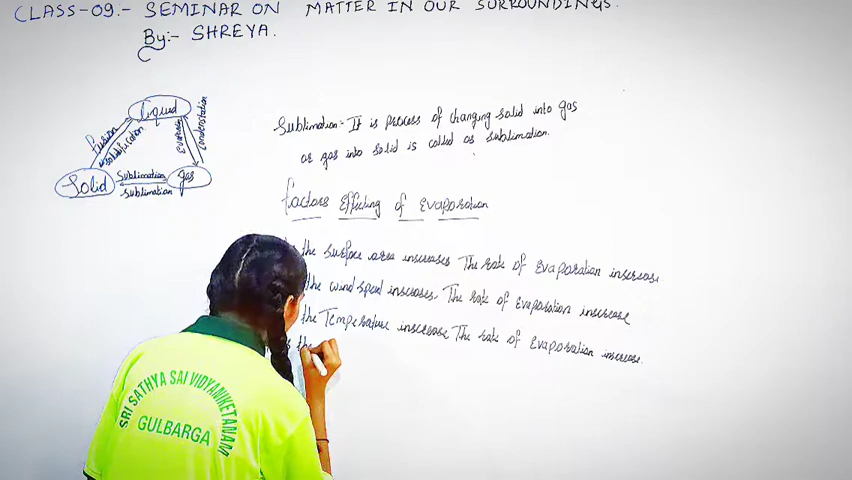 CLASS-09:- SEMINAR ON MATTER IN OUR SURROUNDINGS.
By:- SHREYA.
liquid
fusion
solidification
Condensation
Solid
Sublimation
Sublimation
gas
Sublimation:- It is process of changing solid into gas
or gas into solid is called as sublimation.
factors Effecting of Evaporation
the surface area increases The rate of Evaporation increase
the wind speed increases. The rate of Evaporation increase
the Temperature increase The rate of Evaporation increase.
the
SRI SATHYA SAI VIDYANIKETANAM
GULBARGA